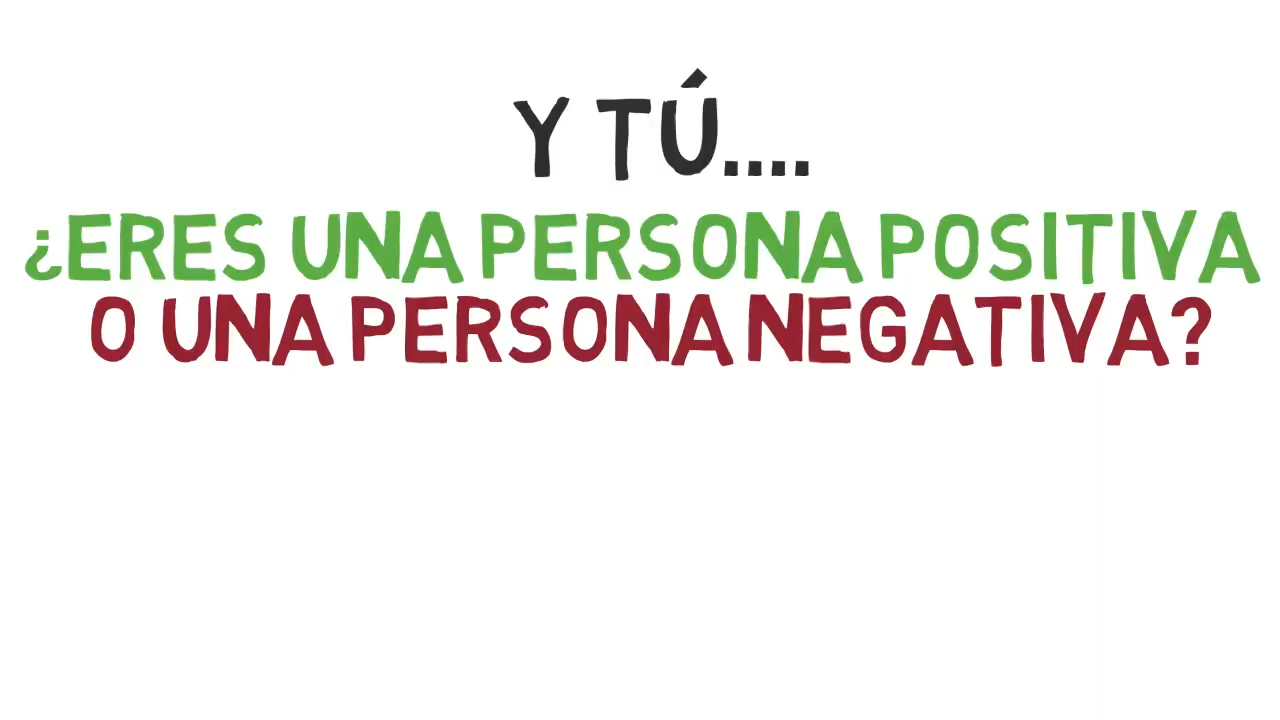 Y TÚ....
¿ERES UNA PERSONA POSITIVA
O UNA PERSONA NEGATIVA?